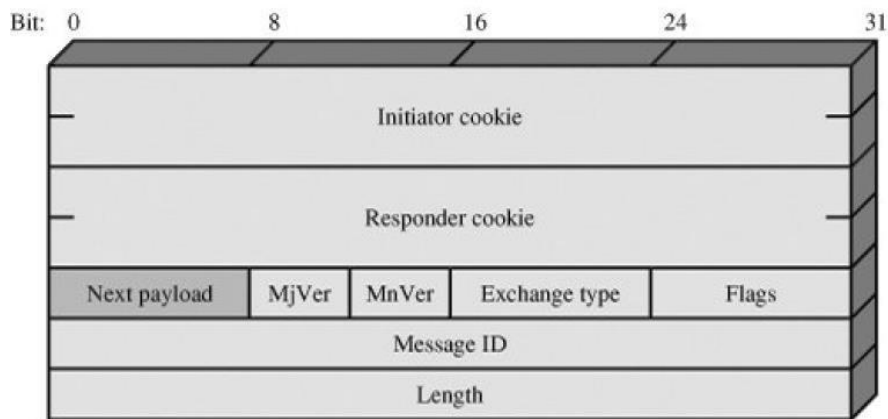 Bit: 0 8 16 24 31
Initiator cookie
Responder cookie
Next payload MjVer MnVer Exchange type Flags
Message ID
Length